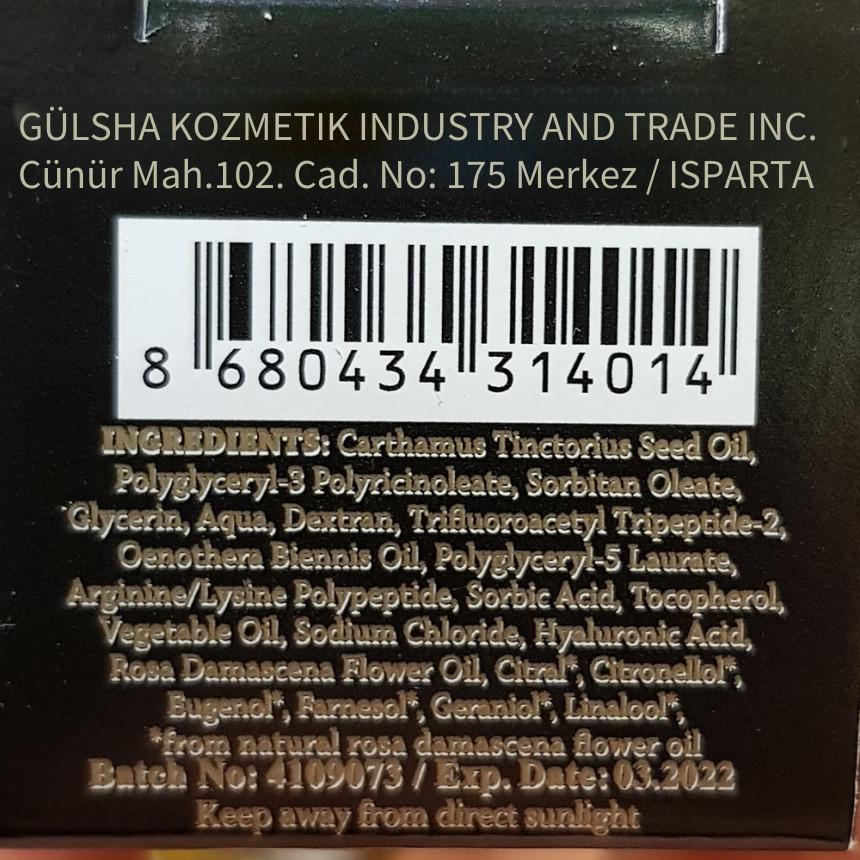 GÜLSHA KOZMETIK INDUSTRY AND TRADE INC.
Cünür Mah.102. Cad. No: 175 Merkez / ISPARTA
8 680434 314014
INGREDIENTS: Carthamus Tinctorius Seed Oil,
Polyglyceryl-3 Polyricinoleate, Sorbitan Oleate,
Glycerin, Aqua, Dextran, Trifluoroacetyl Tripeptide-2,
Oenothera Biennis Oil, Polyglyceryl-5 Laurate,
Arginine/Lysine Polypeptide, Sorbic Acid, Tocopherol,
Vegetable Oil, Sodium Chloride, Hyaluronic Acid,
Rosa Damascena Flower Oil, Citral*, Citronellol*,
Eugenol*, Farnesol*, Geraniol*, Linalool*,
*from natural rosa damascena flower oil
Batch No: 4109073 / Exp. Date: 03.2022
Keep away from direct sunlight